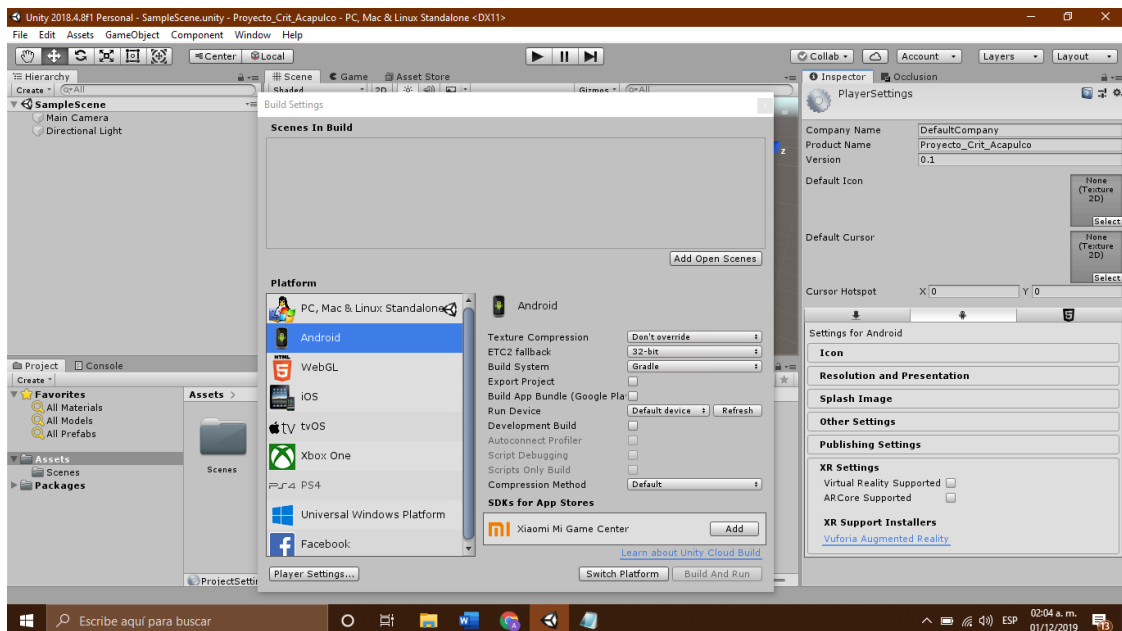 Unity 2018.4.8f1 Personal - SampleScene.unity - Proyecto_Crit_Acapulco - PC, Mac & Linux Standalone <DX11>
File Edit Assets GameObject Component Window Help
Center Local Collab Account Layers Layout
Hierarchy
Create All
SampleScene
Main Camera
Directional Light
Scene Game Asset Store
Shaded 2D Gizmos All
Build Settings
Scenes In Build
Add Open Scenes
Platform
PC, Mac & Linux Standalone
Android
HTML
WebGL
iOS
tv tvOS
Xbox One
PS4 PS4
Universal Windows Platform
Facebook
Player Settings...
Android
Texture Compression Don't override
ETC2 fallback 32-bit
Build System Gradle
Export Project
Build App Bundle (Google Pla
Run Device Default device Refresh
Development Build
Autoconnect Profiler
Script Debugging
Scripts Only Build
Compression Method Default
SDKs for App Stores
Xiaomi Mi Game Center Add
Learn about Unity Cloud Build
Switch Platform Build And Run
z
Inspector Occlusion
PlayerSettings
Company Name DefaultCompany
Product Name Proyecto_Crit_Acapulco
Version 0.1
Default Icon
None
(Texture
2D)
Select
Default Cursor
None
(Texture
2D)
Select
Cursor Hotspot X 0 Y 0
Settings for Android
Icon
Resolution and Presentation
Splash Image
Other Settings
Publishing Settings
XR Settings
Virtual Reality Supported
ARCore Supported
XR Support Installers
Vuforia Augmented Reality
Project Console
Create
Favorites
All Materials
All Models
All Prefabs
Assets
Scenes
Packages
Assets >
Scenes
ProjectSetti
Escribe aquí para buscar
ESP
02:04 a. m.
01/12/2019
13